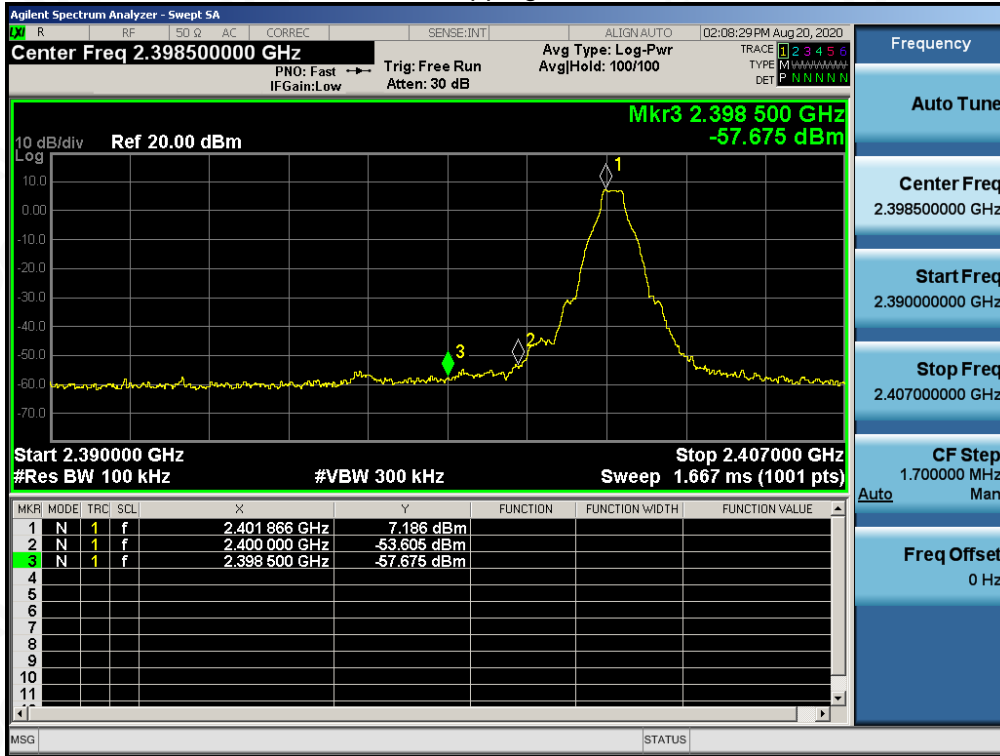 Agilent Spectrum Analyzer - Swept SA
LXI R RF 50 Ω AC CORREC SENSE:INT ALIGN AUTO 02:08:29 PM Aug 20, 2020
Center Freq 2.398500000 GHz
PNO: Fast
IFGain:Low
Trig: Free Run
Atten: 30 dB
Avg Type: Log-Pwr
Avg|Hold: 100/100
TRACE 1 2 3 4 5 6
TYPE M
DET P N N N N N
Mkr3 2.398 500 GHz
-57.675 dBm
10 dB/div Ref 20.00 dBm
Log
10.0
0.00
-10.0
-20.0
-30.0
-40.0
-50.0
-60.0
-70.0
1
2
3
Start 2.390000 GHz Stop 2.407000 GHz
#Res BW 100 kHz #VBW 300 kHz Sweep 1.667 ms (1001 pts)
MKR MODE TRC SCL X Y FUNCTION FUNCTION WIDTH FUNCTION VALUE
1 N 1 f 2.401 866 GHz 7.186 dBm
2 N 1 f 2.400 000 GHz -53.605 dBm
3 N 1 f 2.398 500 GHz -57.675 dBm
4
5
6
7
8
9
10
11
MSG STATUS
Frequency
Auto Tune
Center Freq
2.398500000 GHz
Start Freq
2.390000000 GHz
Stop Freq
2.407000000 GHz
CF Step
1.700000 MHz
Auto Man
Freq Offset
0 Hz